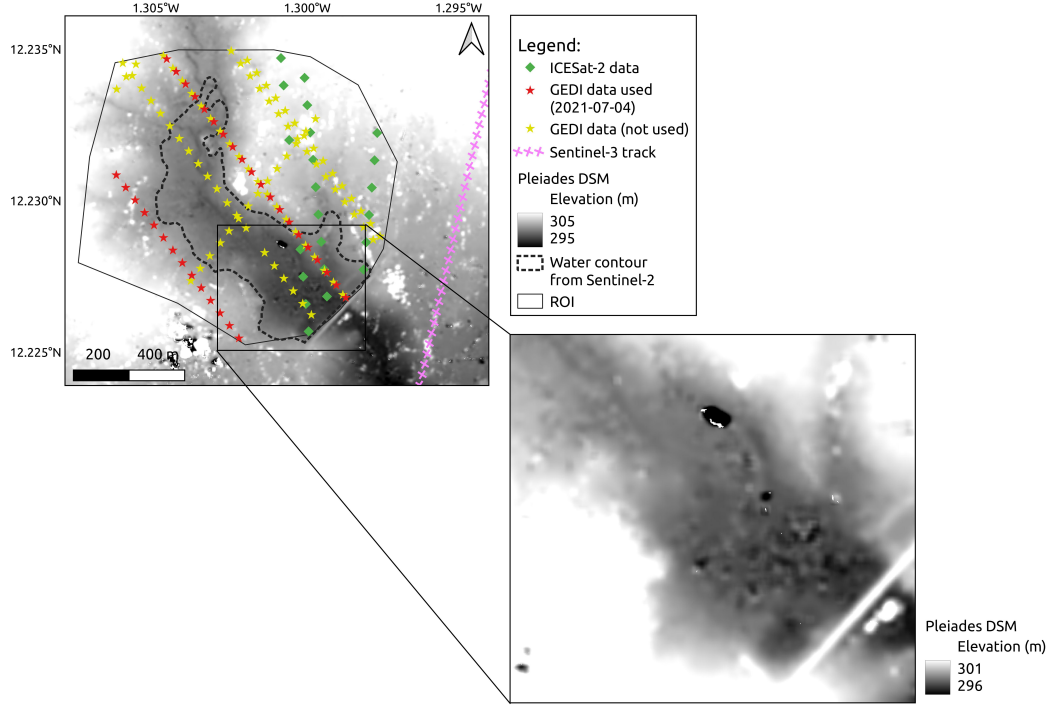 1.305°W 1.300°W 1.295°W
12.235°N
12.230°N
12.225°N
200 400 m
Legend:
ICESat-2 data
GEDI data used
(2021-07-04)
GEDI data (not used)
Sentinel-3 track
Pleiades DSM
Elevation (m)
305
295
Water contour
from Sentinel-2
ROI
Pleiades DSM
Elevation (m)
301
296